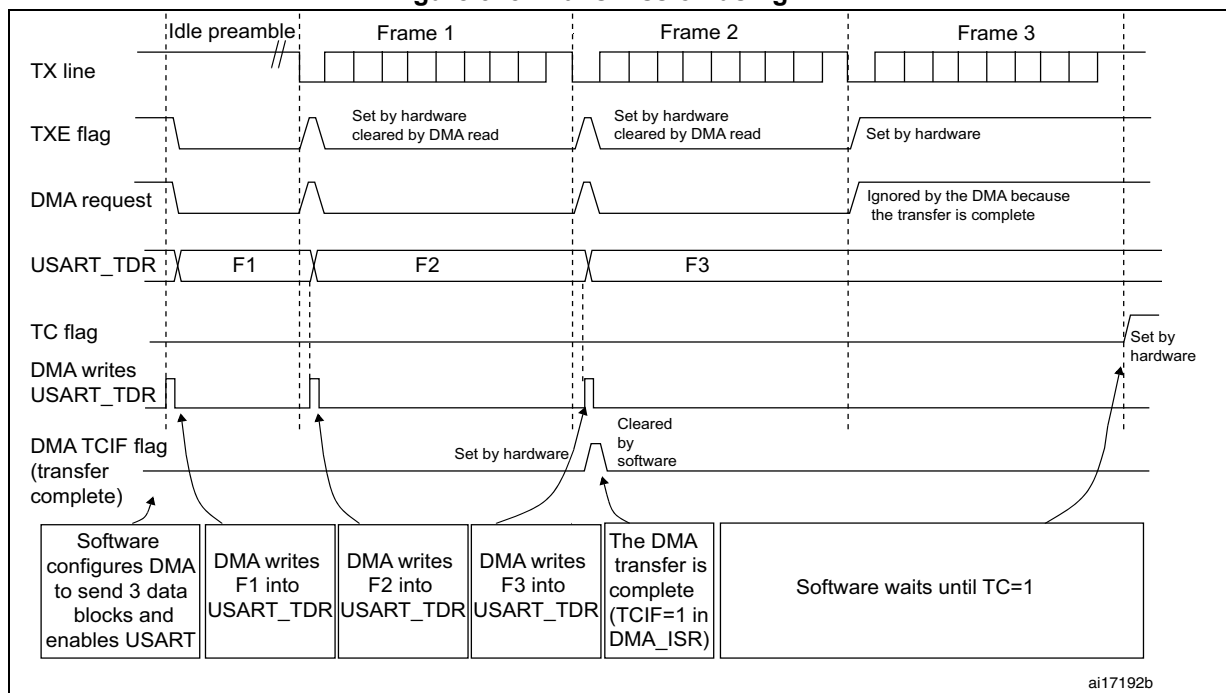 Idle preamble
Frame 1
Frame 2
Frame 3
TX line
TXE flag
Set by hardware
cleared by DMA read
Set by hardware
cleared by DMA read
Set by hardware
DMA request
Ignored by the DMA because
the transfer is complete
USART_TDR
F1
F2
F3
TC flag
Set by
hardware
DMA writes
USART_TDR
DMA TCIF flag
(transfer
complete)
Set by hardware
Cleared
by
software
Software
configures DMA
to send 3 data
blocks and
enables USART
DMA writes
F1 into
USART_TDR
DMA writes
F2 into
USART_TDR
DMA writes
F3 into
USART_TDR
The DMA
transfer is
complete
(TCIF=1 in
DMA_ISR)
Software waits until TC=1
ai17192b